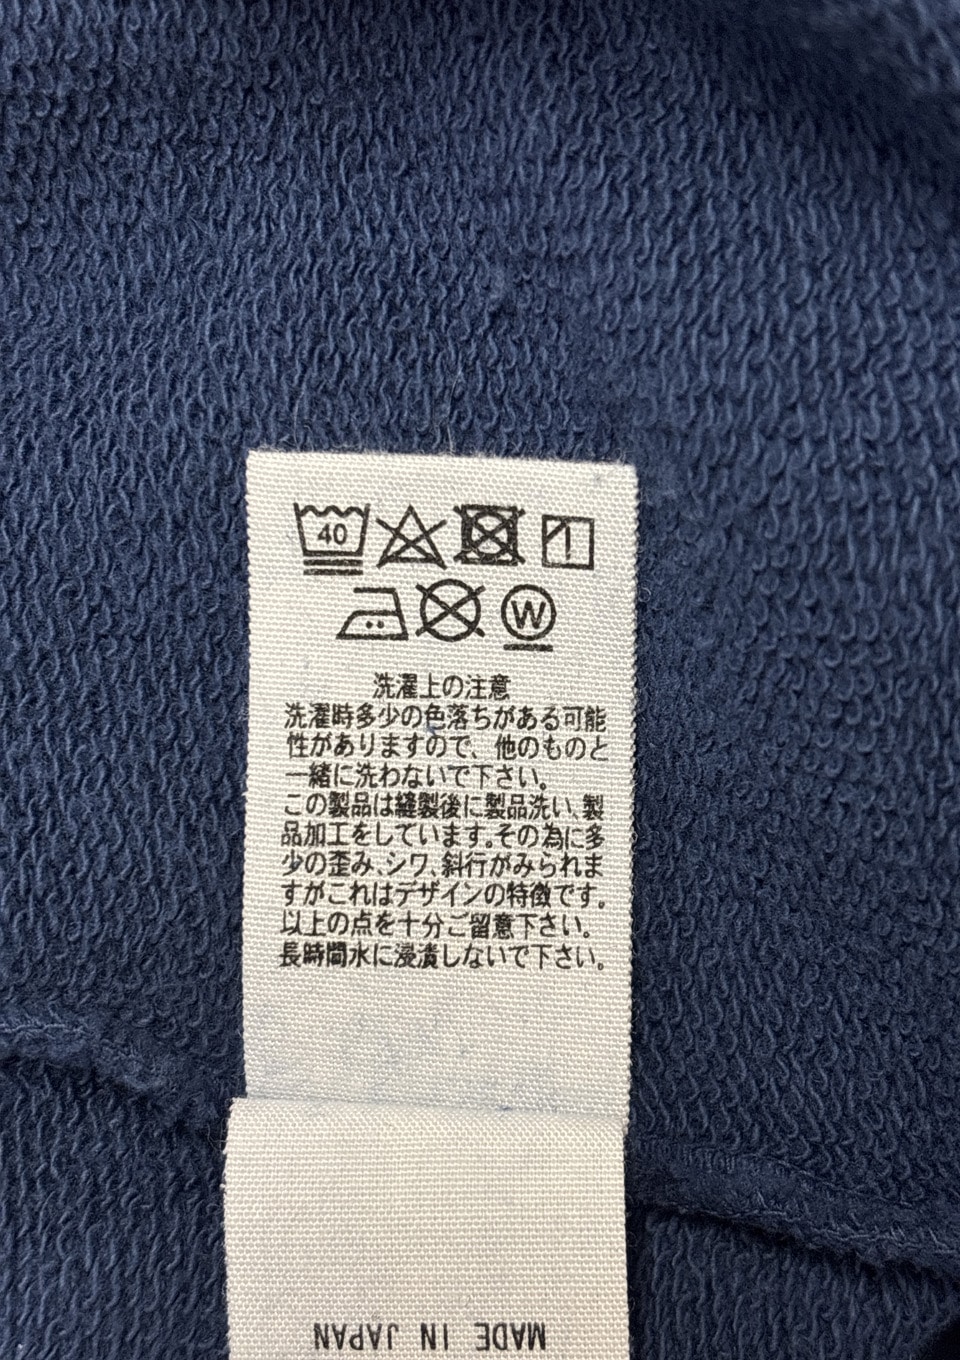 40
W
洗濯上の注意
洗濯時多少の色落ちがある可能
性がありますので、他のものと
一緒に洗わないで下さい。
この製品は縫製後に製品洗い、製
品加工をしています。その為に多
少の歪み、シワ、斜行がみられま
すがこれはデザインの特徴です。
以上の点を十分ご留意下さい。
長時間水に浸漬しないで下さい。
MADE IN JAPAN